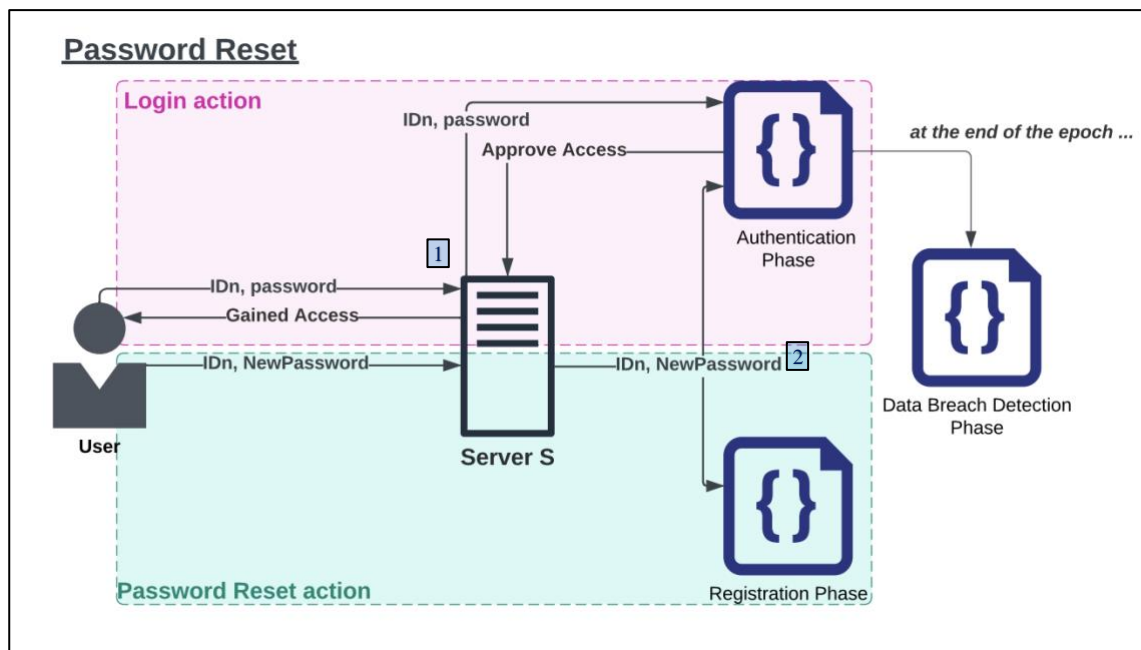 Password Reset
Login action
IDn, password
Approve Access
at the end of the epoch ...
Authentication
Phase
1
IDn, password
Gained Access
IDn, NewPassword
IDn, NewPassword
2
Data Breach Detection
Phase
User
Server S
Password Reset action
Registration Phase